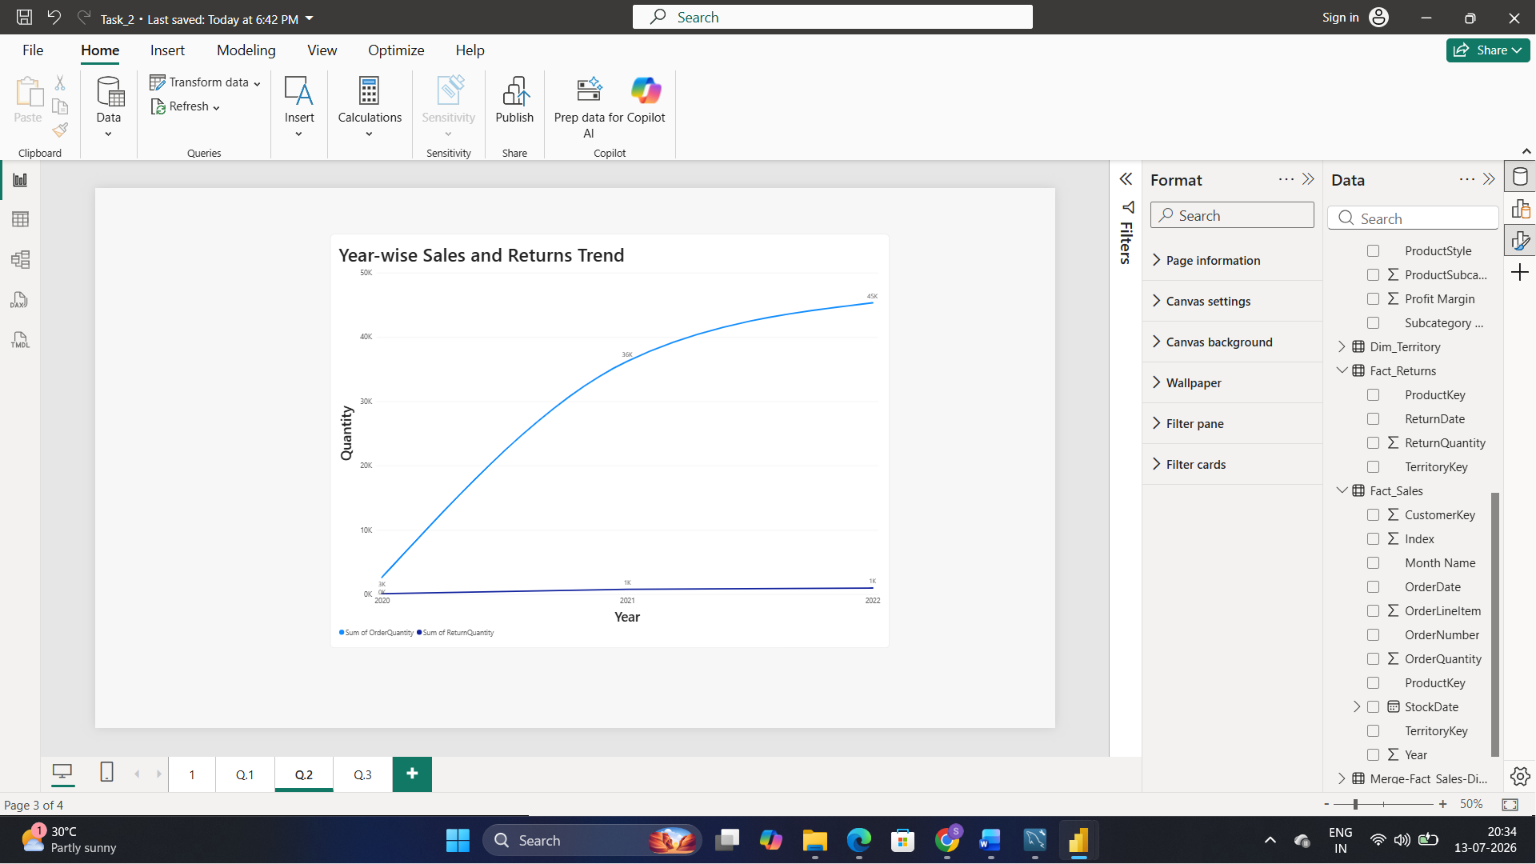 Task_2 • Last saved: Today at 6:42 PM
Search
Sign in
File
Home
Insert
Modeling
View
Optimize
Help
Share
Paste
Data
Transform data
Refresh
Insert
Calculations
Sensitivity
Publish
Prep data for AI
Copilot
Clipboard
Queries
Sensitivity
Share
Copilot
DAX
TMDL
Year-wise Sales and Returns Trend
50K
45K
40K
36K
30K
Quantity
20K
10K
3K
0K
0K
1K
1K
2020
2021
2022
Year
Sum of OrderQuantity
Sum of ReturnQuantity
Filters
Format
Search
Page information
Canvas settings
Canvas background
Wallpaper
Filter pane
Filter cards
Data
Search
ProductStyle
ProductSubca...
Profit Margin
Subcategory ...
Dim_Territory
Fact_Returns
ProductKey
ReturnDate
ReturnQuantity
TerritoryKey
Fact_Sales
CustomerKey
Index
Month Name
OrderDate
OrderLineItem
OrderNumber
OrderQuantity
ProductKey
StockDate
TerritoryKey
Year
Merge-Fact_Sales-Di...
1
Q.1
Q.2
Q.3
Page 3 of 4
- + 50%
1
30°C
Partly sunny
Search
S
ENG
IN
20:34
13-07-2026